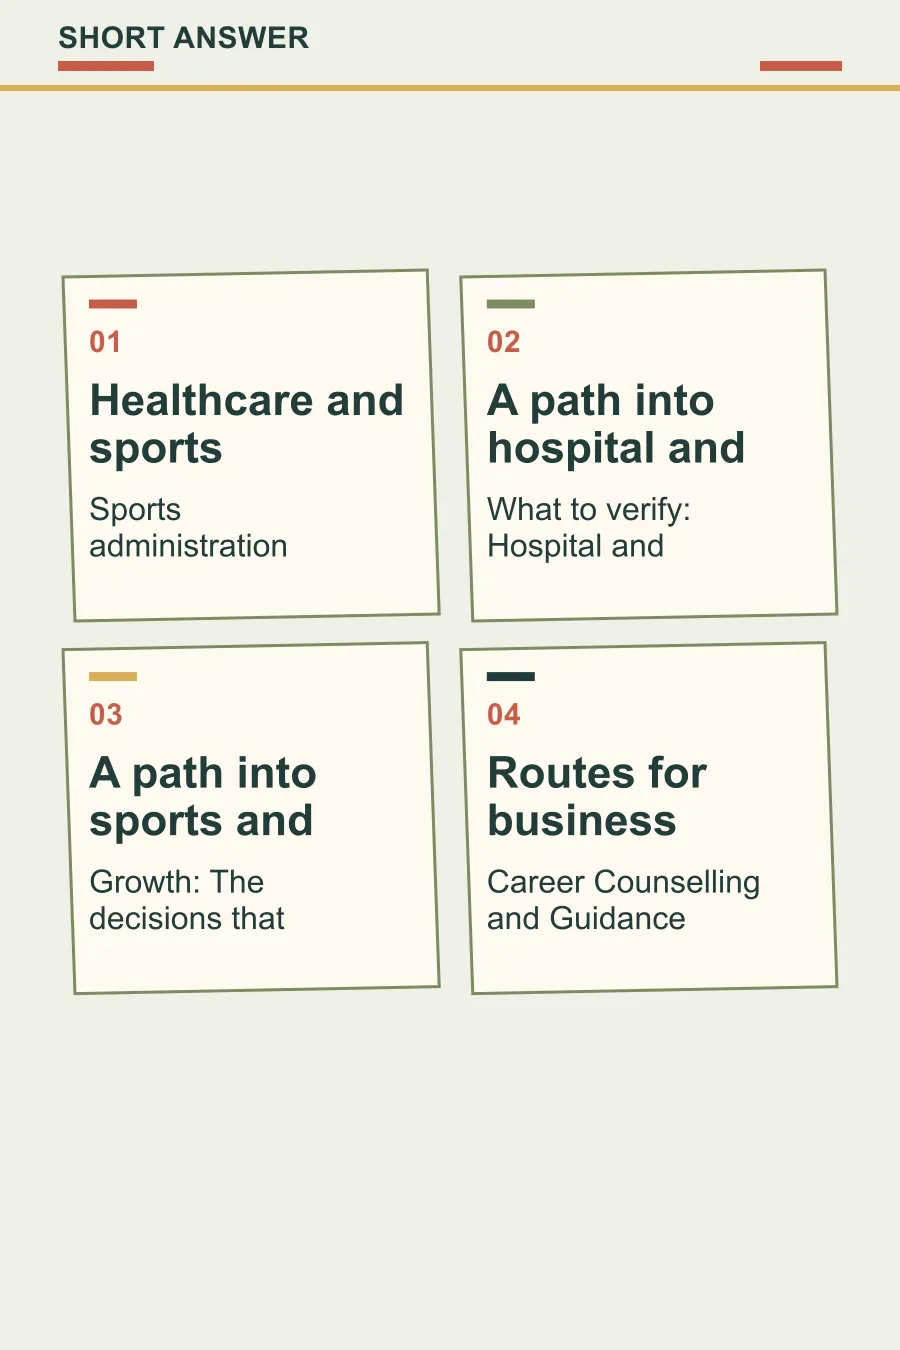 SHORT ANSWER
01
Healthcare and
sports
Sports
administration
02
A path into
hospital and
What to verify:
Hospital and
03
A path into
sports and
Growth: The
decisions that
04
Routes for
business
Career Counselling
and Guidance